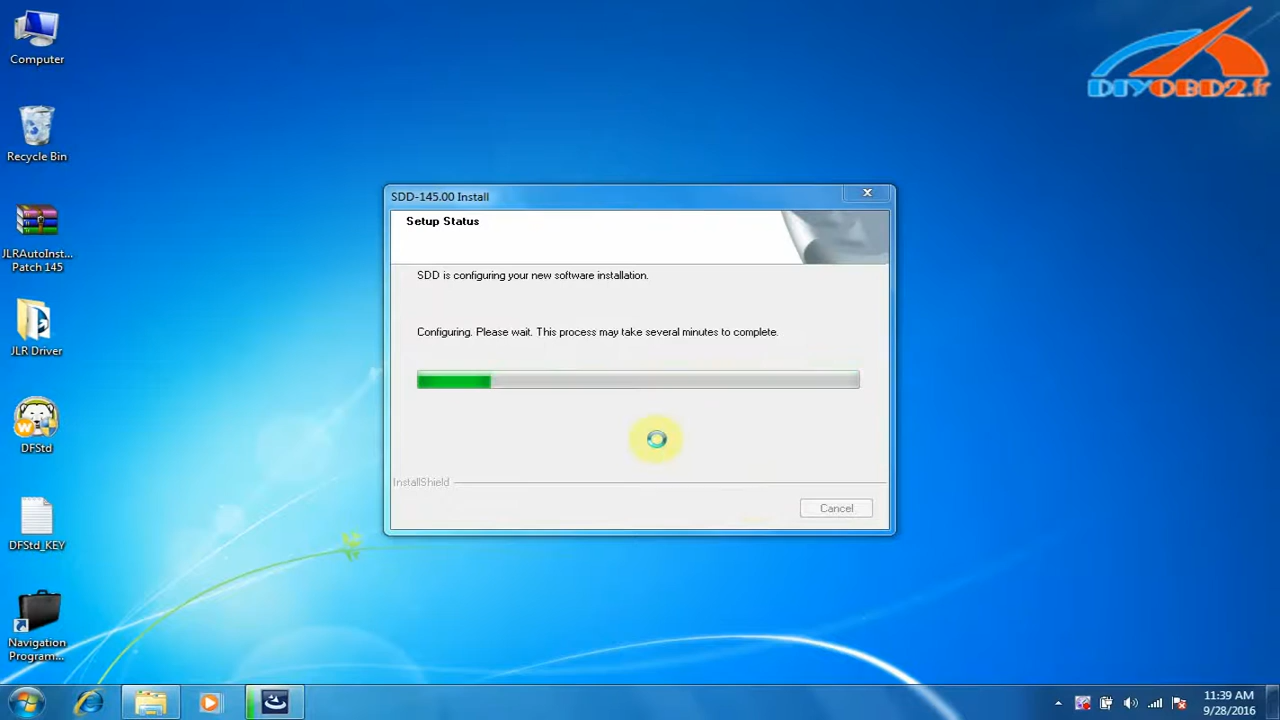 Computer
Recycle Bin
JLRAutoInst...
Patch 145
JLR Driver
W
DFStd
DFStd_KEY
Navigation
Program...
DIYOBD2.fr
SDD-145.00 Install
Setup Status
SDD is configuring your new software installation.
Configuring. Please wait. This process may take several minutes to complete.
InstallShield
Cancel
11:39 AM
9/28/2016